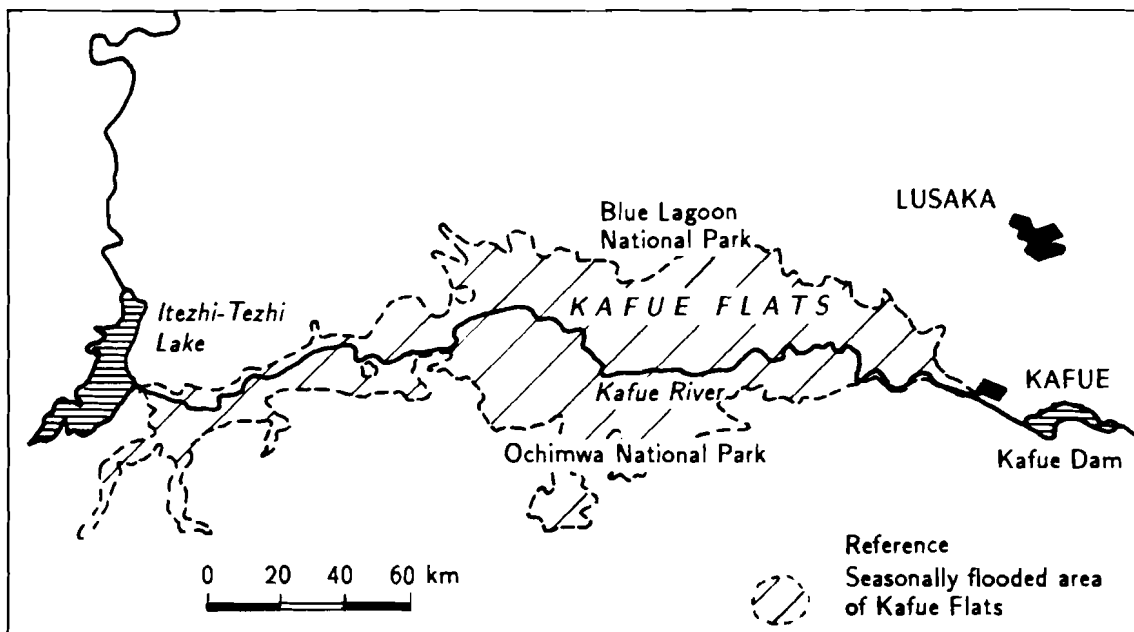 LUSAKA
Blue Lagoon
National Park
Itezhi-Tezhi
Lake
KAFUE FLATS
Kafue River
KAFUE
Ochimwa National Park
Kafue Dam
0 20 40 60 km
Reference
Seasonally flooded area
of Kafue Flats